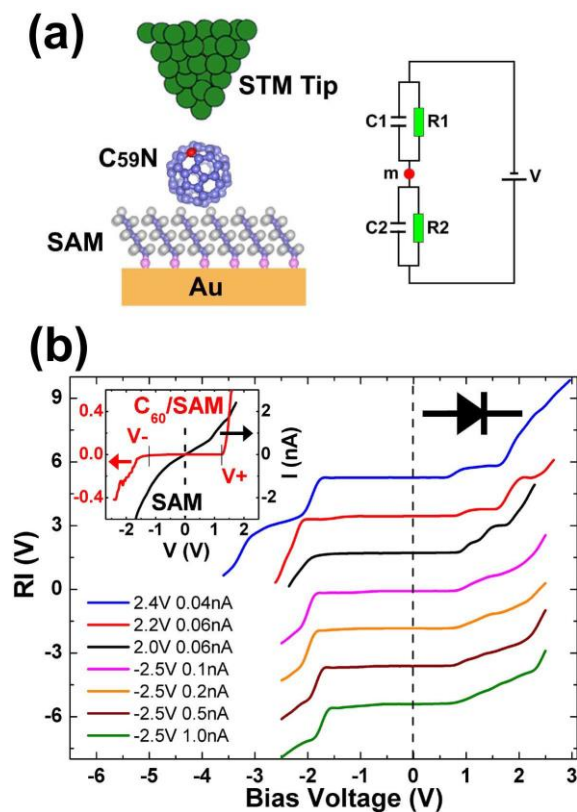 (a)
STM Tip
C59N
SAM
Au
C1
R1
m
C2
R2
V
(b)
9
6
3
0
-3
-6
RI (V)
0.4
0.0
-0.4
C60/SAM
V-
V+
SAM
2
0
-2
I (nA)
-2 -1 0 1 2
V (V)
2.4V 0.04nA
2.2V 0.06nA
2.0V 0.06nA
-2.5V 0.1nA
-2.5V 0.2nA
-2.5V 0.5nA
-2.5V 1.0nA
-6 -5 -4 -3 -2 -1 0 1 2 3
Bias Voltage (V)